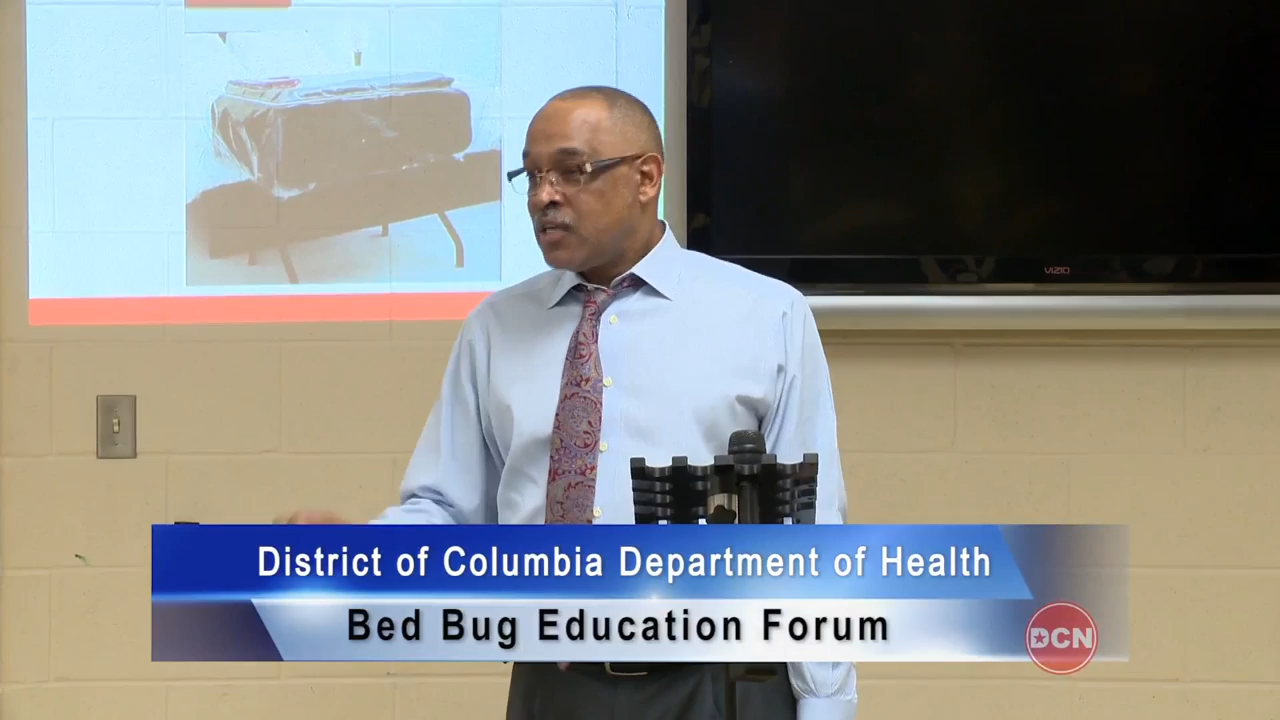 VIZIO
District of Columbia Department of Health
Bed Bug Education Forum
DCN